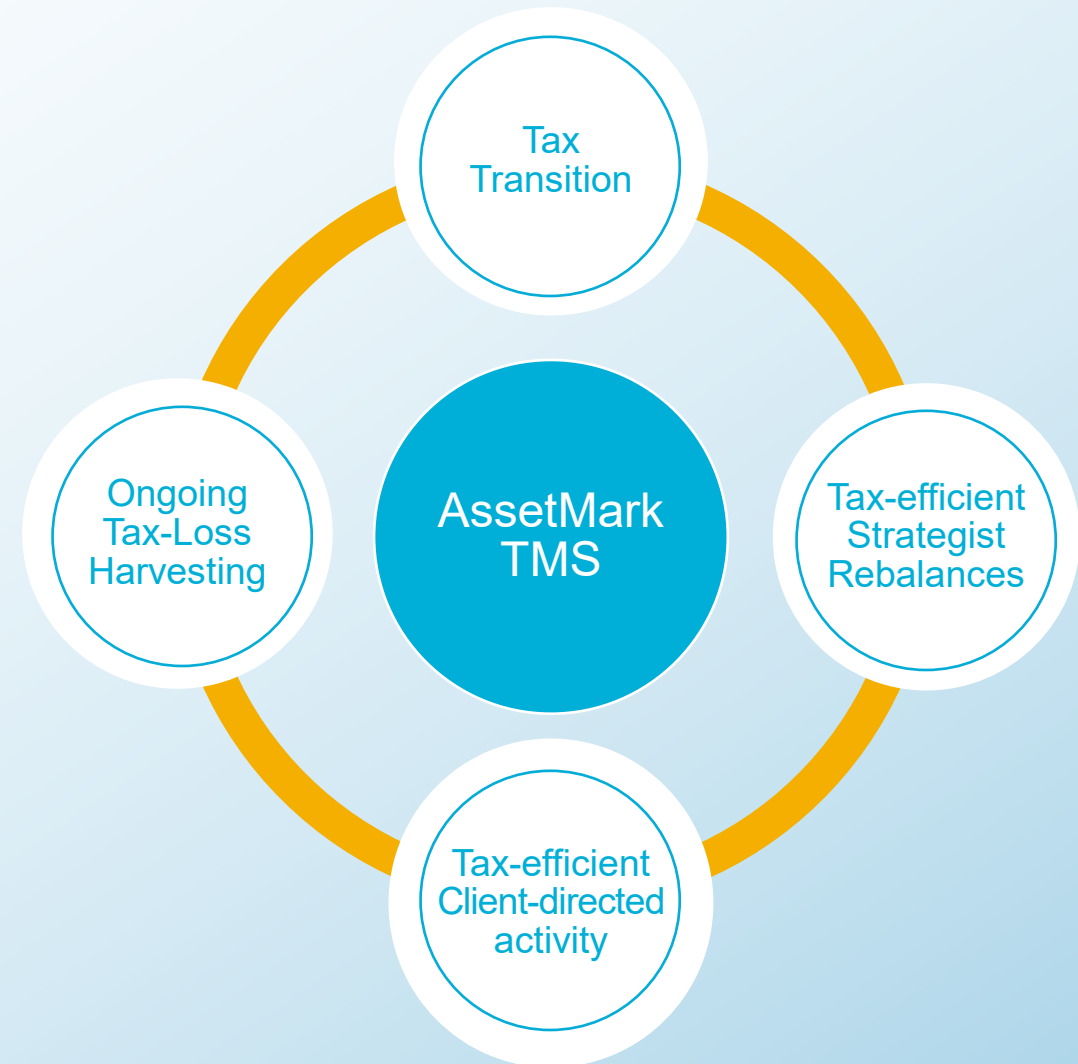 Tax
Transition
Ongoing
Tax-Loss
Harvesting
AssetMark
TMS
Tax-efficient
Strategist
Rebalances
Tax-efficient
Client-directed
activity